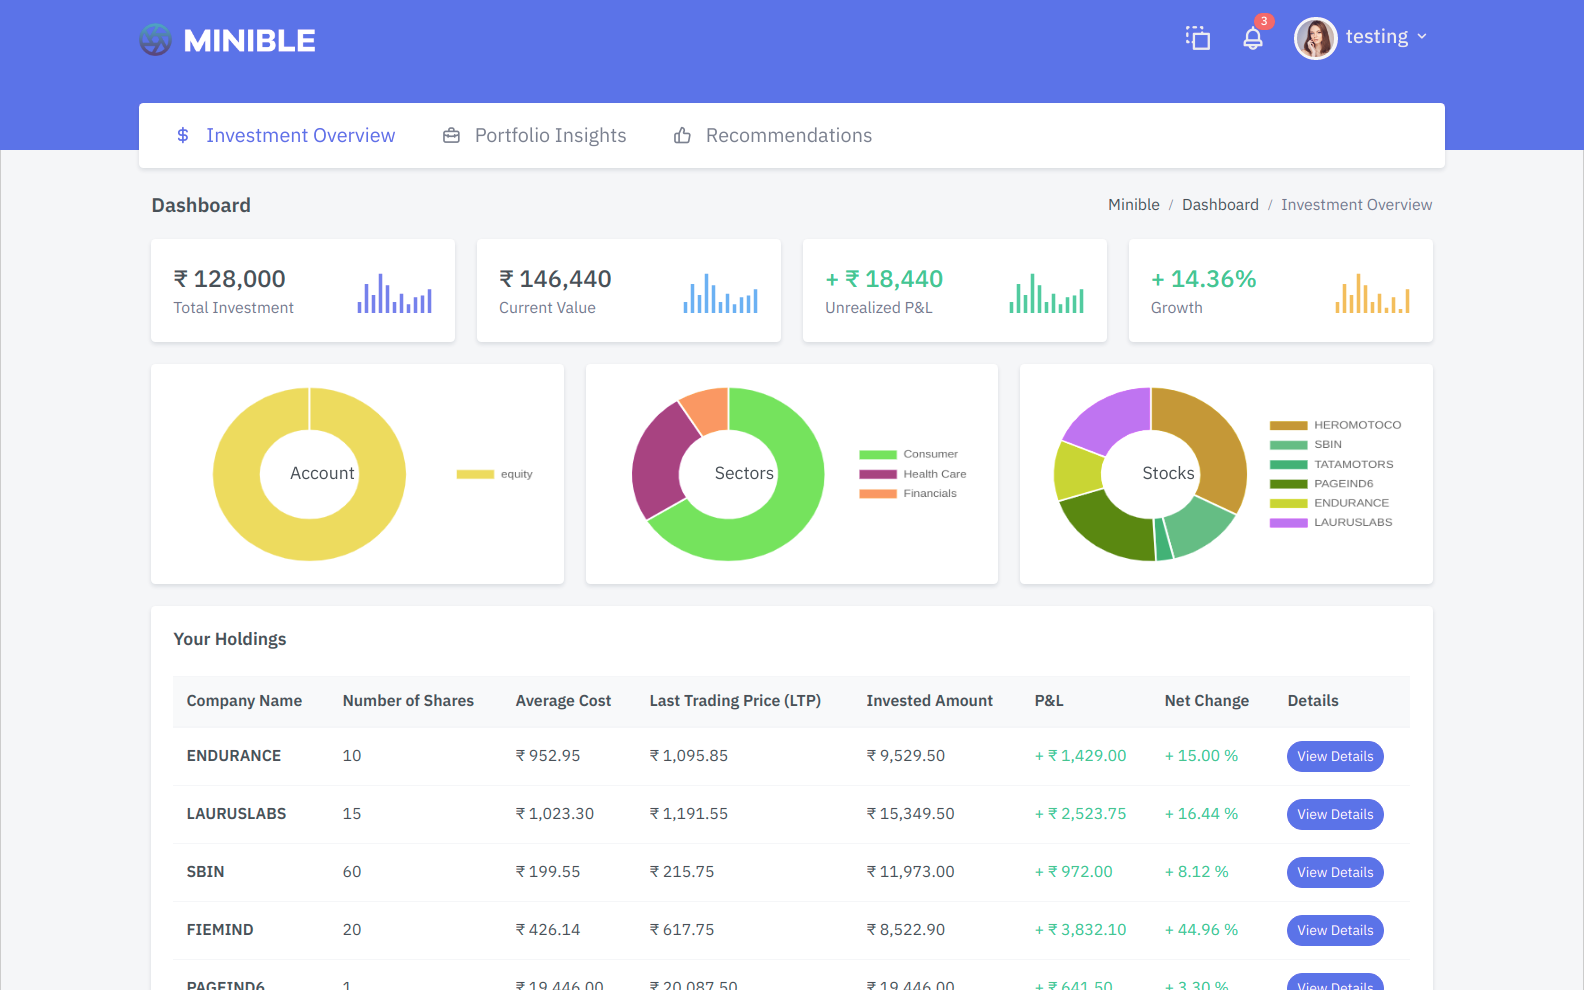 MINIBLE
3
testing
Investment Overview
Portfolio Insights
Recommendations
Dashboard
Minible / Dashboard / Investment Overview
₹ 128,000
Total Investment
₹ 146,440
Current Value
+ ₹ 18,440
Unrealized P&L
+ 14.36%
Growth
Account
equity
Sectors
Consumer
Health Care
Financials
Stocks
HEROMOTOCO
SBIN
TATAMOTORS
PAGEIND6
ENDURANCE
LAURUSLABS
Your Holdings
Company Name Number of Shares Average Cost Last Trading Price (LTP) Invested Amount P&L Net Change Details
ENDURANCE 10 ₹ 952.95 ₹ 1,095.85 ₹ 9,529.50 + ₹ 1,429.00 + 15.00 % View Details
LAURUSLABS 15 ₹ 1,023.30 ₹ 1,191.55 ₹ 15,349.50 + ₹ 2,523.75 + 16.44 % View Details
SBIN 60 ₹ 199.55 ₹ 215.75 ₹ 11,973.00 + ₹ 972.00 + 8.12 % View Details
FIEMIND 20 ₹ 426.14 ₹ 617.75 ₹ 8,522.90 + ₹ 3,832.10 + 44.96 % View Details
PAGEIND6 1 ₹ 19,446.00 ₹ 20,087.50 ₹ 19,446.00 + ₹ 641.50 + 3.30 % View Details